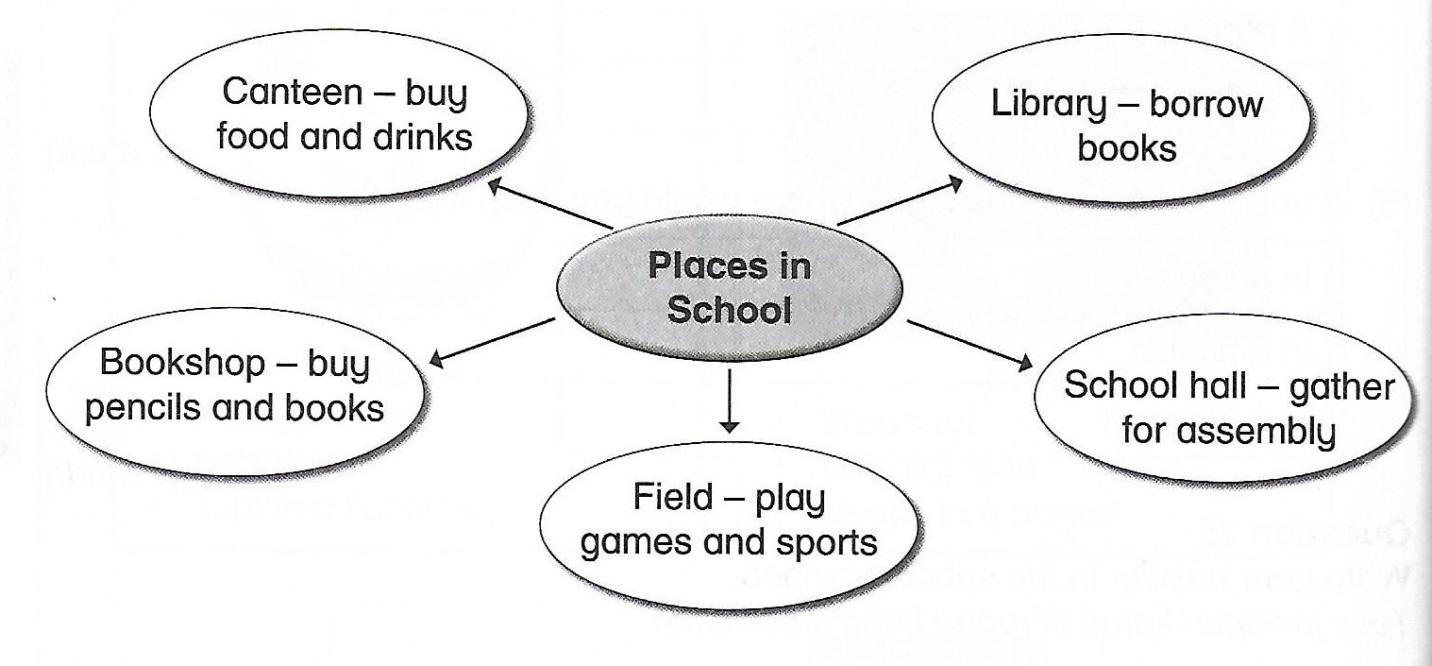 Canteen – buy
food and drinks
Library – borrow
books
Places in
School
Bookshop – buy
pencils and books
School hall – gather
for assembly
Field – play
games and sports